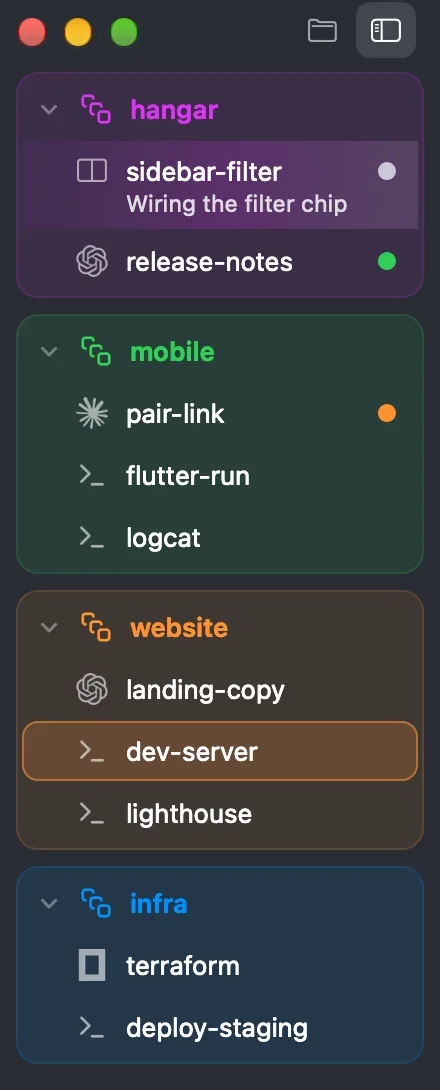 hangar
sidebar-filter
Wiring the filter chip
release-notes
mobile
pair-link
flutter-run
logcat
website
landing-copy
dev-server
lighthouse
infra
terraform
deploy-staging